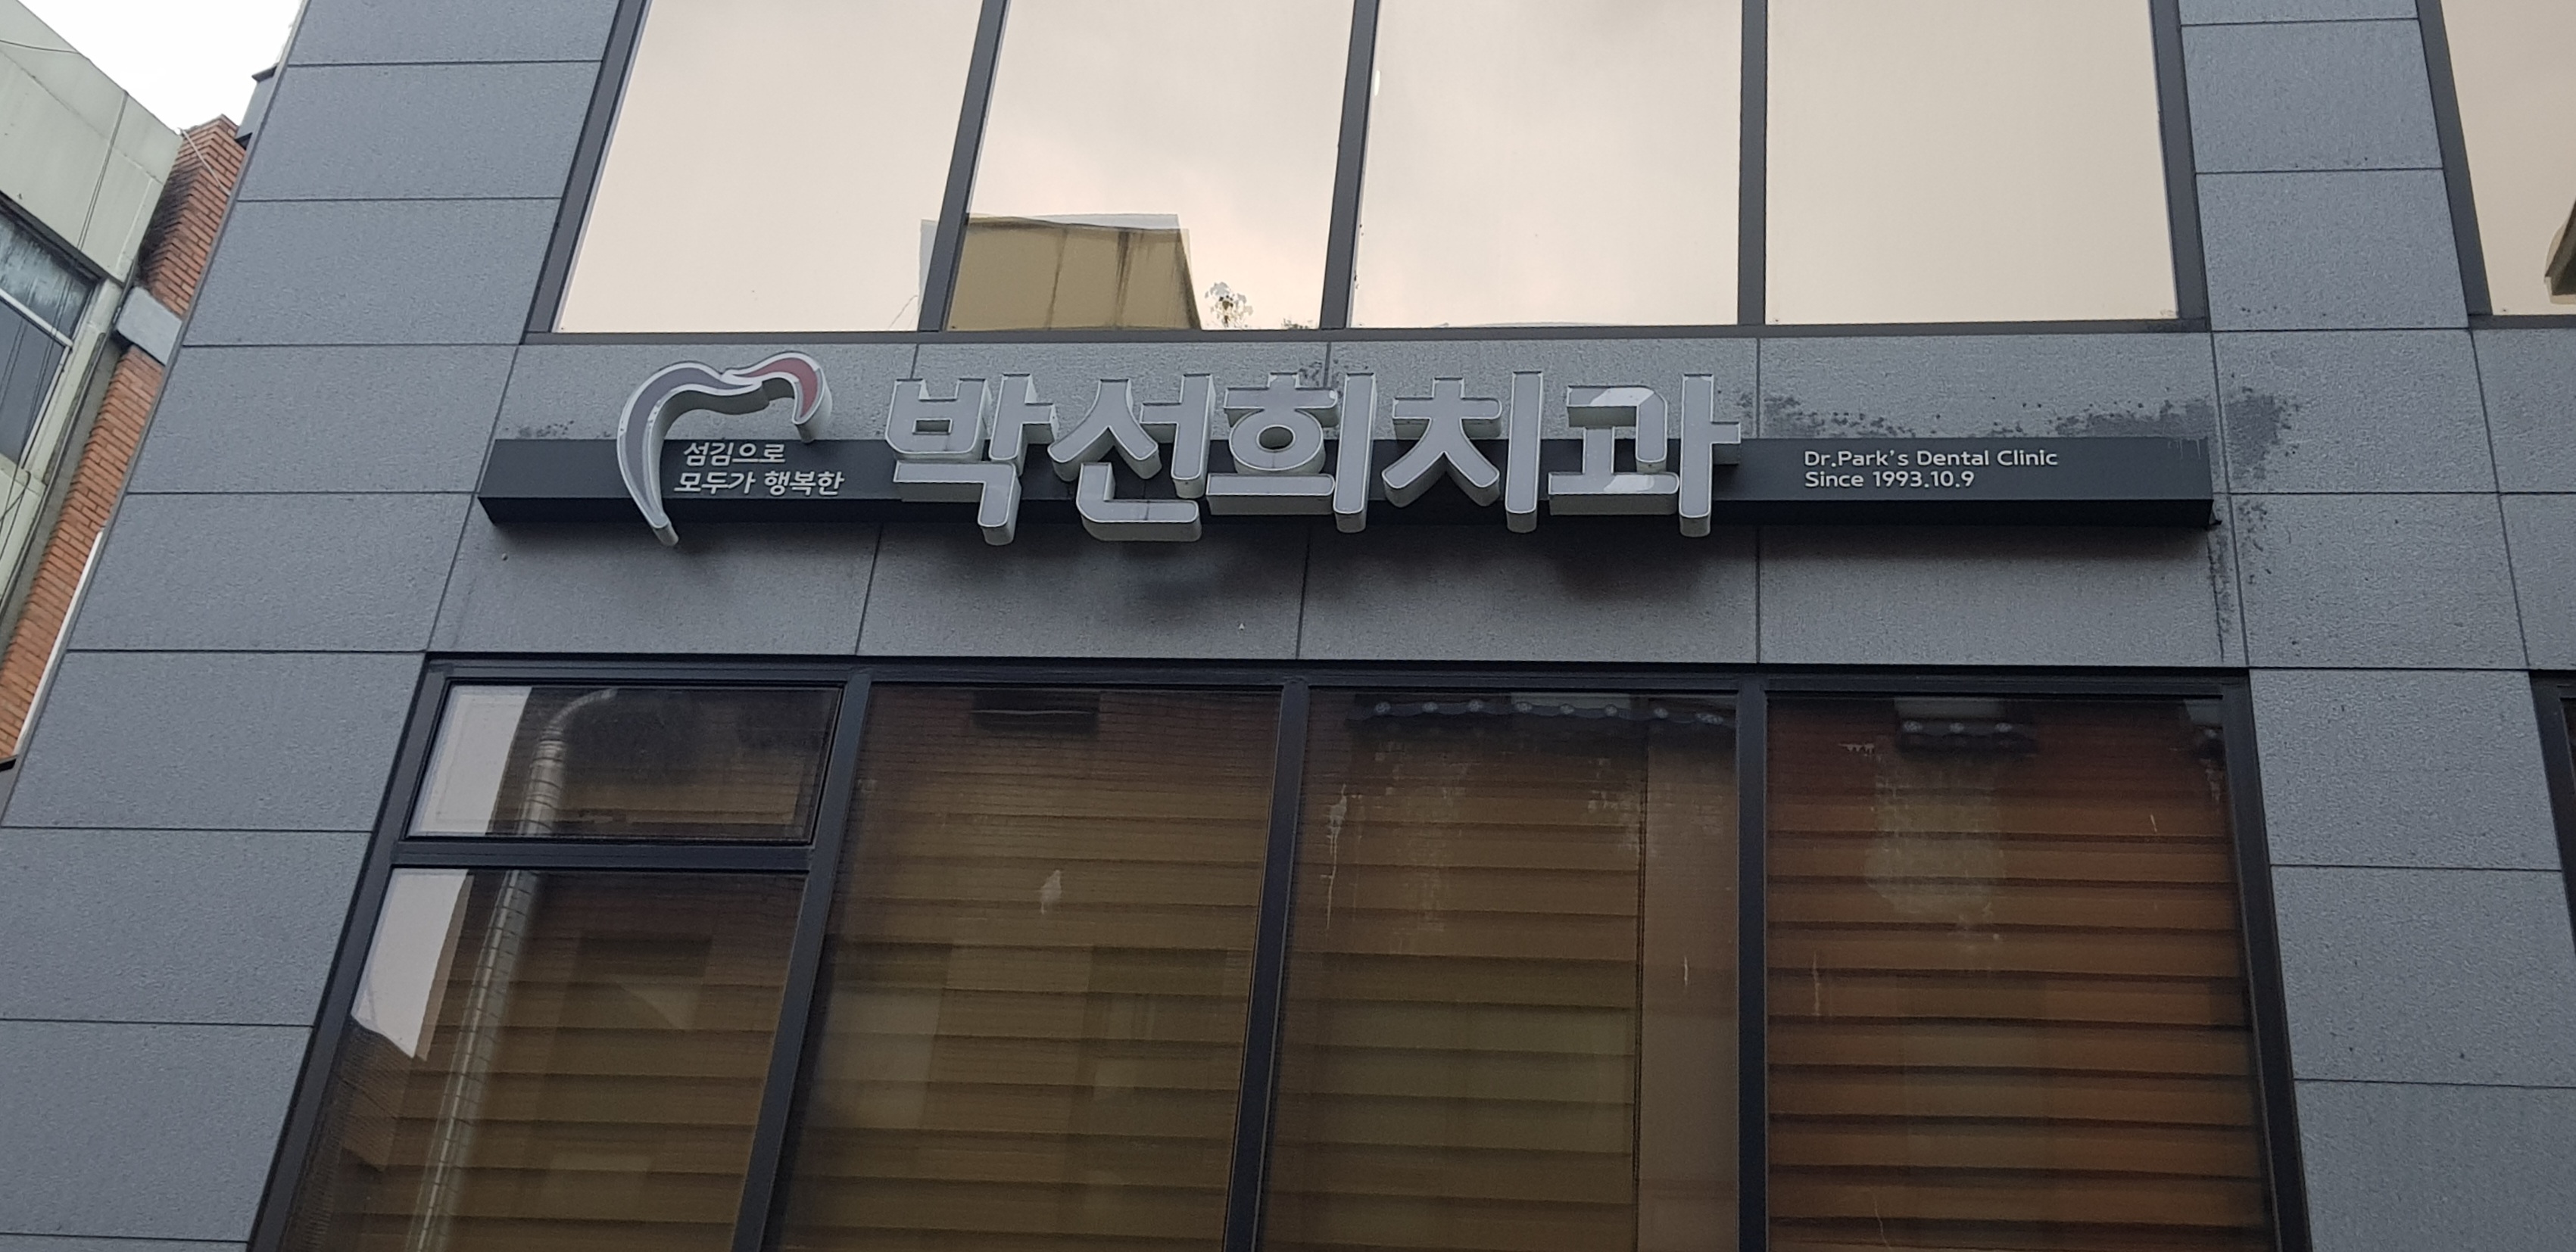 섬김으로
모두가 행복한
박선희치과
Dr.Park's Dental Clinic
Since 1993.10.9